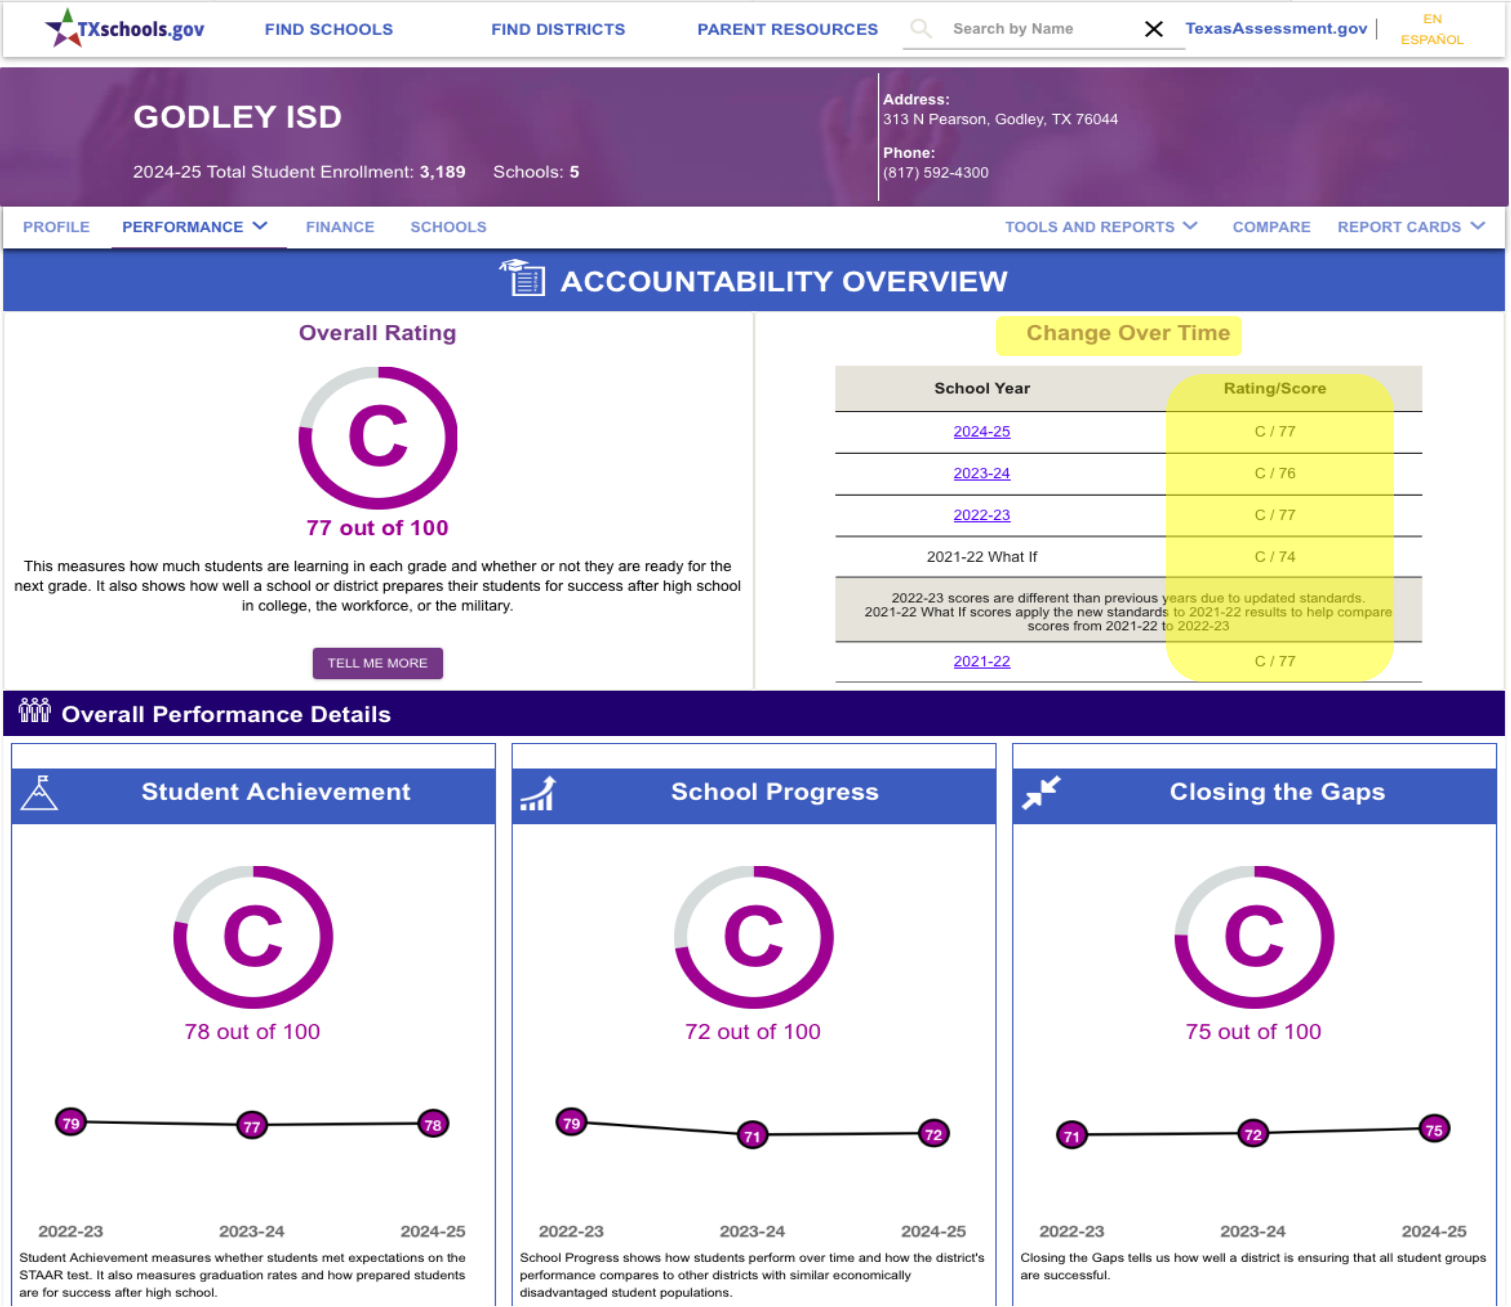 TXschools.gov
FIND SCHOOLS
FIND DISTRICTS
PARENT RESOURCES
Search by Name
TexasAssessment.gov
EN
ESPAÑOL
GODLEY ISD
2024-25 Total Student Enrollment: 3,189 Schools: 5
Address:
313 N Pearson, Godley, TX 76044
Phone:
(817) 592-4300
PROFILE
PERFORMANCE
FINANCE
SCHOOLS
TOOLS AND REPORTS
COMPARE
REPORT CARDS
ACCOUNTABILITY OVERVIEW
Overall Rating
C
77 out of 100
This measures how much students are learning in each grade and whether or not they are ready for the
next grade. It also shows how well a school or district prepares their students for success after high school
in college, the workforce, or the military.
TELL ME MORE
Change Over Time
School Year Rating/Score
2024-25 C / 77
2023-24 C / 76
2022-23 C / 77
2021-22 What If C / 74
2022-23 scores are different than previous years due to updated standards.
2021-22 What If scores apply the new standards to 2021-22 results to help compare
scores from 2021-22 to 2022-23
2021-22 C / 77
Overall Performance Details
Student Achievement
C
78 out of 100
79 77 78
2022-23 2023-24 2024-25
Student Achievement measures whether students met expectations on the
STAAR test. It also measures graduation rates and how prepared students
are for success after high school.
School Progress
C
72 out of 100
79 71 72
2022-23 2023-24 2024-25
School Progress shows how students perform over time and how the district's
performance compares to other districts with similar economically
disadvantaged student populations.
Closing the Gaps
C
75 out of 100
71 72 75
2022-23 2023-24 2024-25
Closing the Gaps tells us how well a district is ensuring that all student groups
are successful.